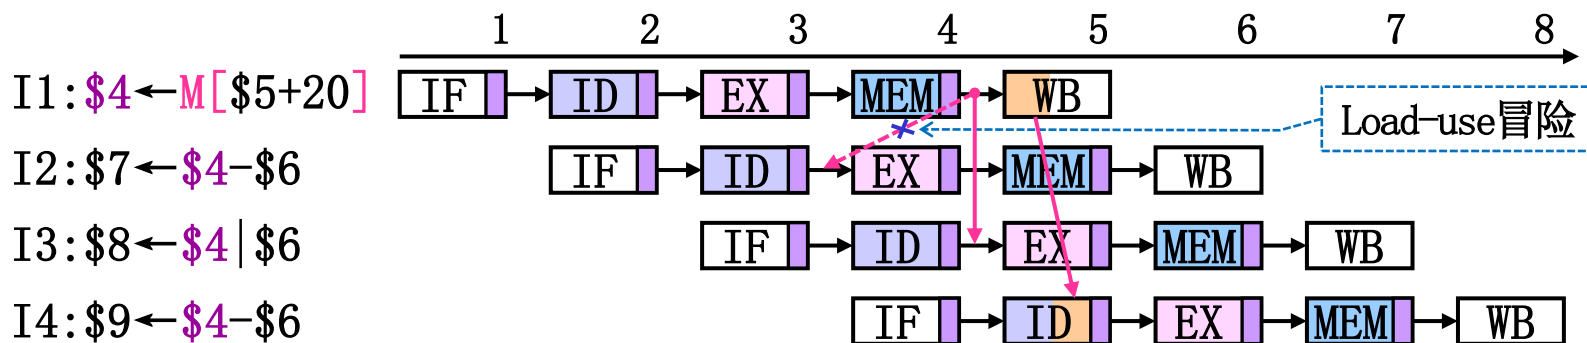 1 2 3 4 5 6 7 8
I1:$4←M[$5+20] IF ID EX MEM WB
Load-use冒险
I2:$7←$4-$6 IF ID EX MEM WB
I3:$8←$4|$6 IF ID EX MEM WB
I4:$9←$4-$6 IF ID EX MEM WB